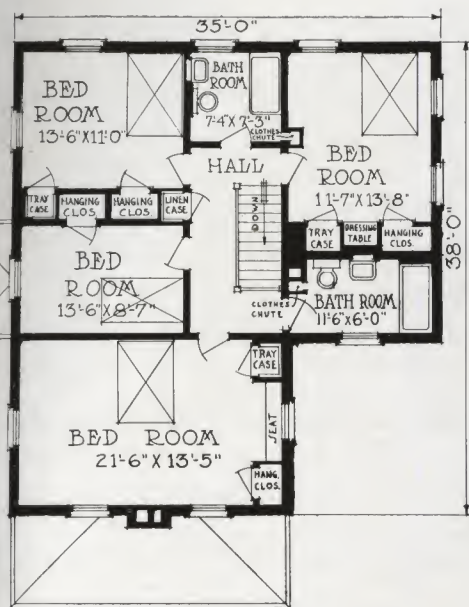 35'-0"
BED
ROOM
13'-6"X11'-0"
BATH
ROOM
7'-4"X7'-3"
CLOTHES
CHUTE
HALL
BED
ROOM
11'-7"X13'-8"
38'-0"
TRAY
CASE
HANGING
CLOS.
HANGING
CLOS.
LINEN
CASE
DOWN
TRAY
CASE
DRESSING
TABLE
HANGING
CLOS.
BED
ROOM
13'-6"X8'-7"
CLOTHES
CHUTE
BATH ROOM
11'-6"X6'-0"
TRAY
CASE
BED ROOM
21'-6"X13'-5"
SEAT
HANG.
CLOS.